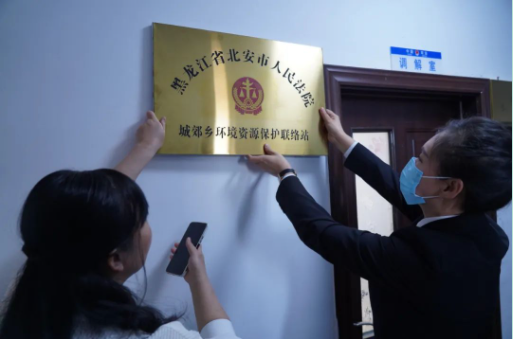 黑龙江省北安市人民法院
城郊乡环境资源保护联络站
调解案